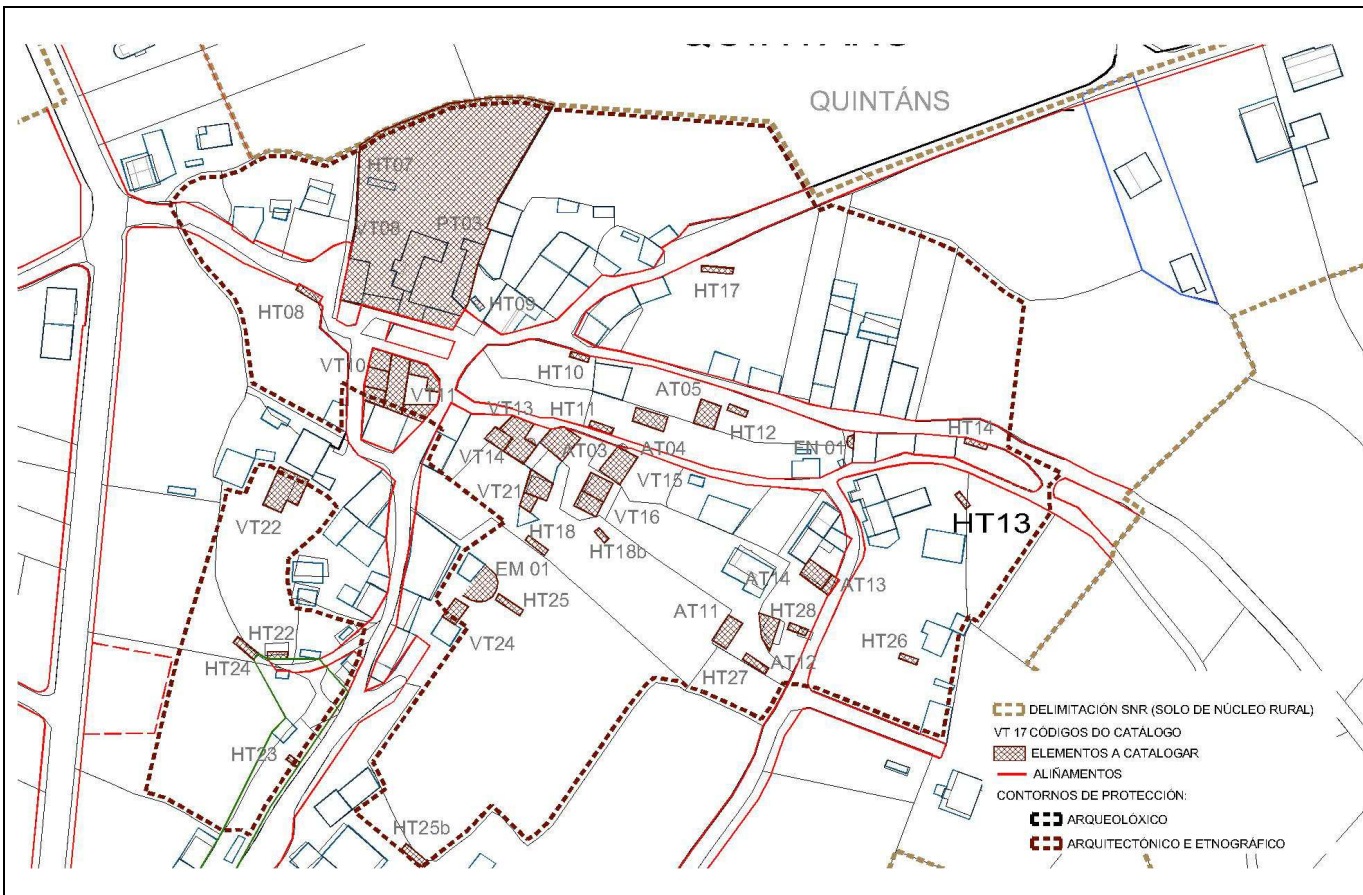 QUINTÁNS
HT07
VT08
PT03
HT09
HT17
HT08
VT10
VT11
HT10
AT05
HT12
VT13
HT11
AT03
AT04
EN 01
HT14
VT14
VT15
VT21
VT16
HT13
VT22
HT18
HT18b
EM 01
HT25
AT14
AT13
VT24
AT11
HT28
HT22
HT24
HT27
AT12
HT26
HT23
HT25b
DELIMITACIÓN SNR (SOLO DE NÚCLEO RURAL)
VT 17 CÓDIGOS DO CATÁLOGO
ELEMENTOS A CATALOGAR
ALIÑAMENTOS
CONTORNOS DE PROTECCIÓN:
ARQUEOLÓXICO
ARQUITECTÓNICO E ETNOGRÁFICO